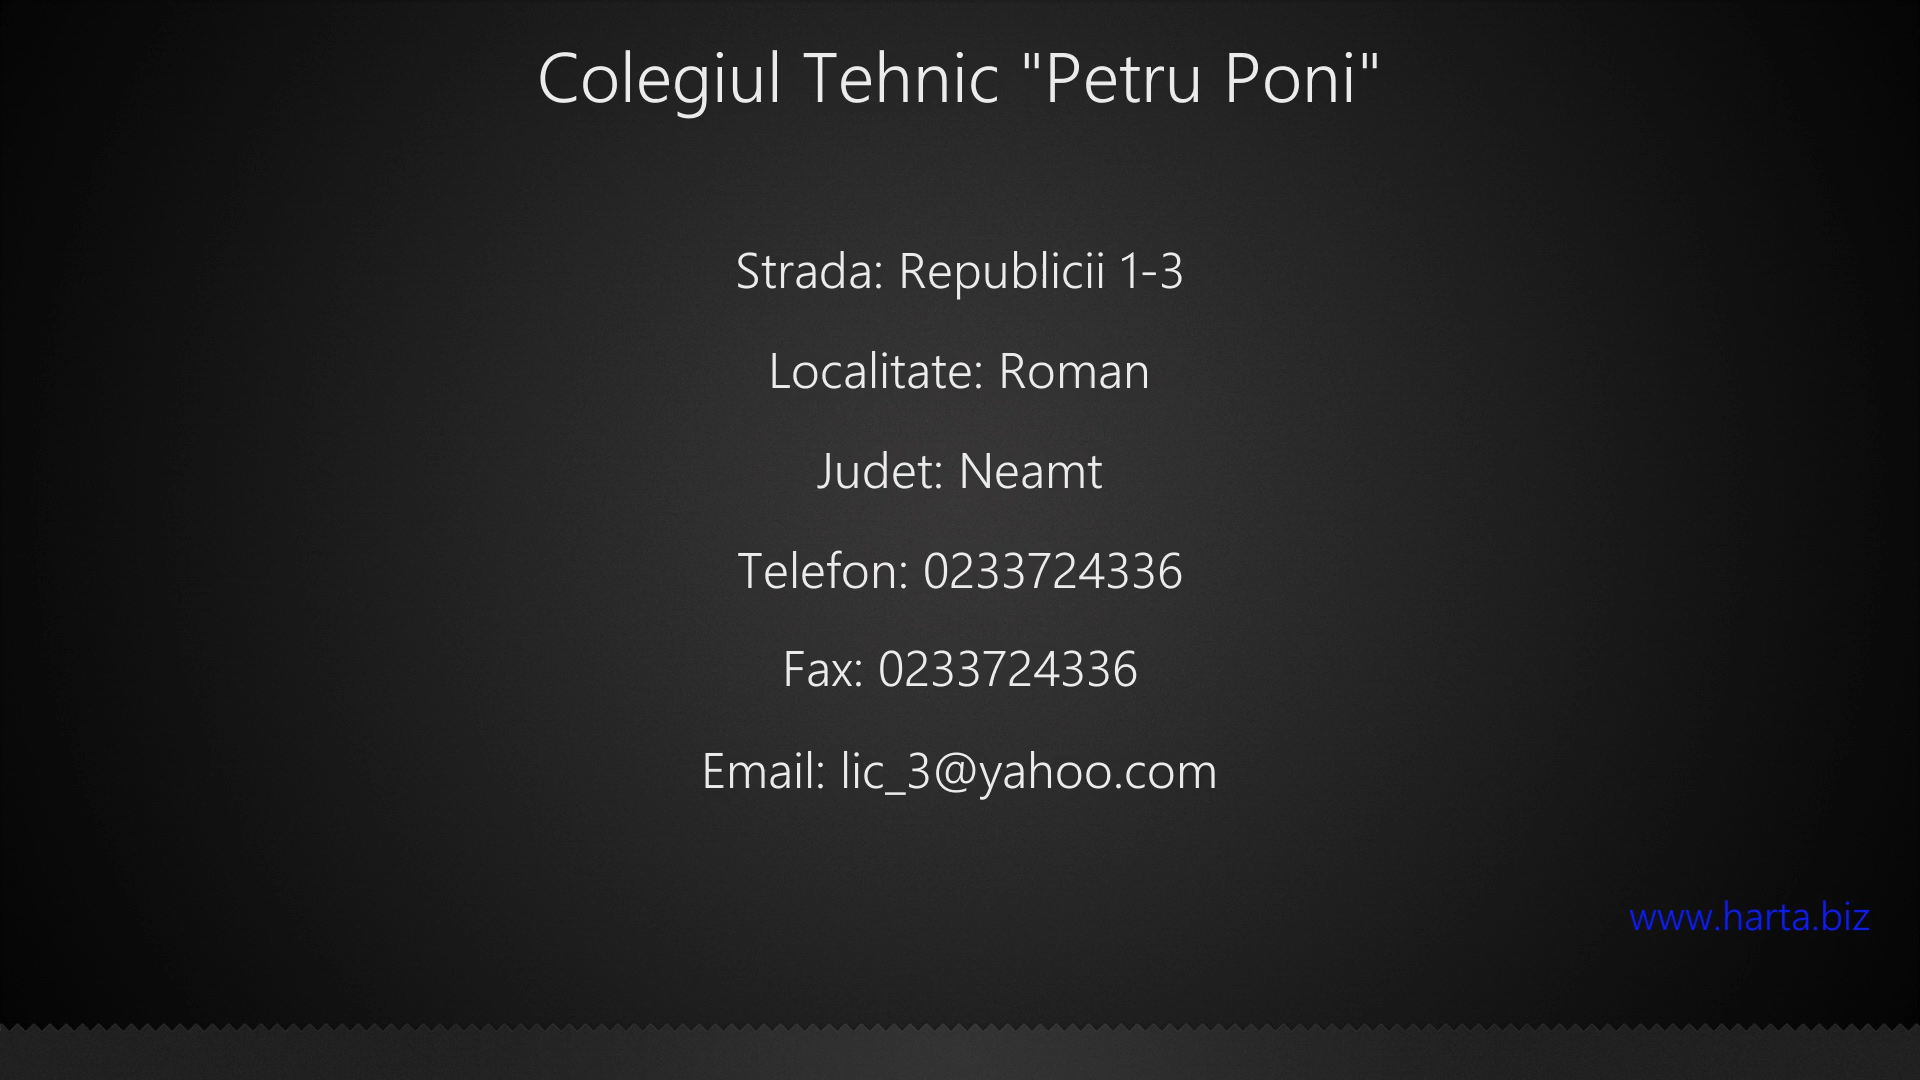 Colegiul Tehnic "Petru Poni"
Strada: Republicii 1-3
Localitate: Roman
Judet: Neamt
Telefon: 0233724336
Fax: 0233724336
Email: lic_3@yahoo.com
www.harta.biz